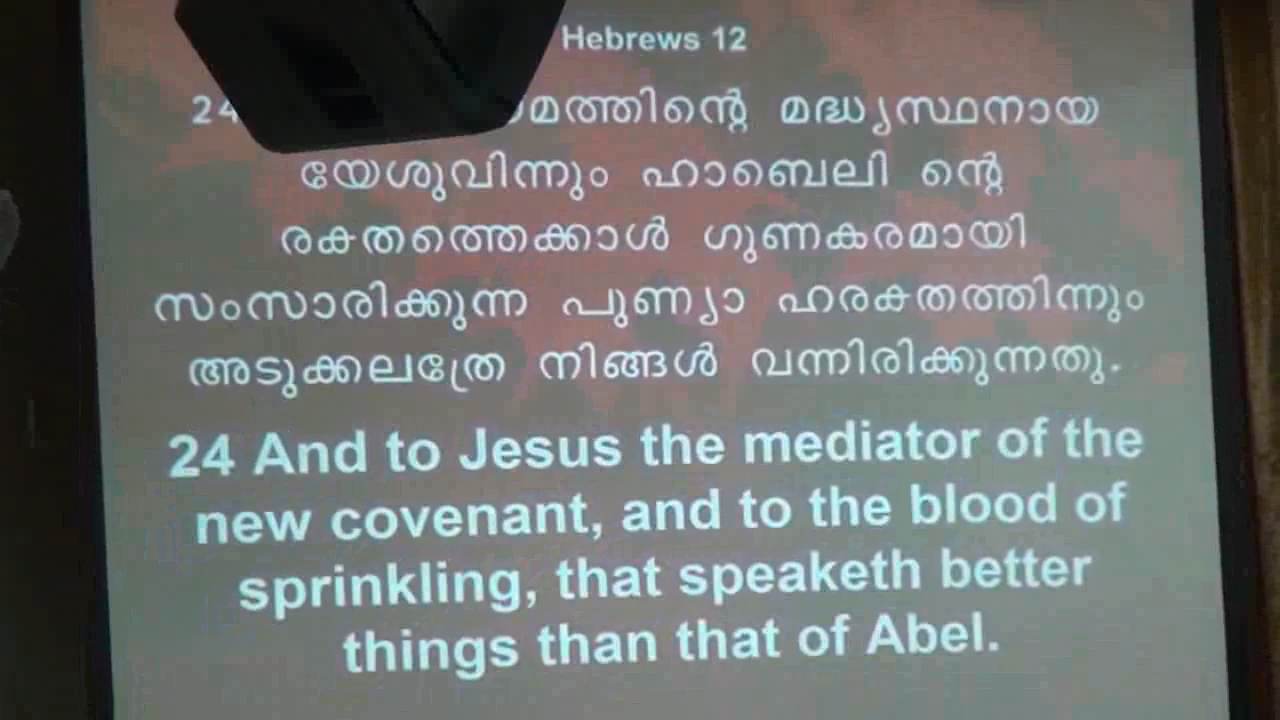 Hebrews 12
24 മദ്ധ്യസ്ഥനായ
യേശുവിന്നും ഹാബെലി ന്റെ
രക്തത്തെക്കാൾ ഗുണകരമായി
സംസാരിക്കുന്ന പുണ്യാ ഹരക്തത്തിന്നും
അടുക്കലത്രേ നിങ്ങൾ വന്നിരിക്കുന്നതു.
24 And to Jesus the mediator of the
new covenant, and to the blood of
sprinkling, that speaketh better
things than that of Abel.